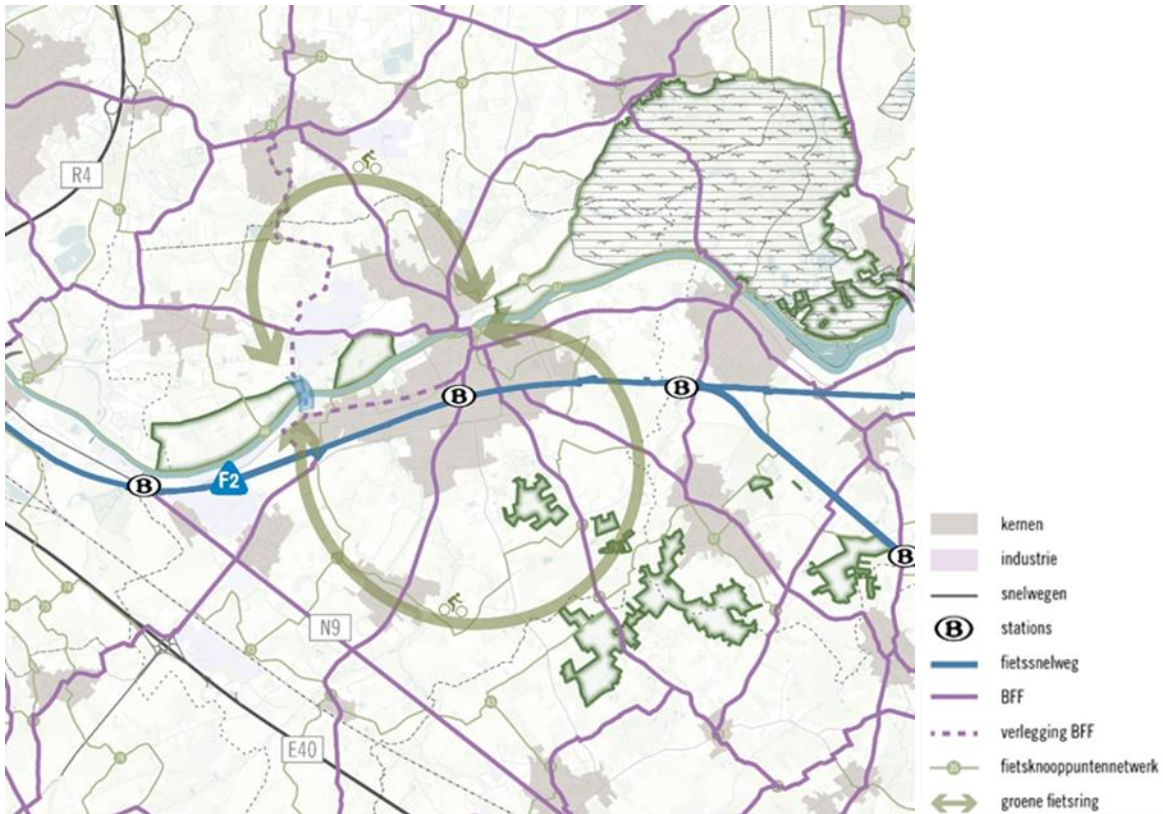 R4
B
B
F2
B
N9
B
E40
kernen
industrie
snelwegen
B stations
fietssnelweg
BFF
verlegging BFF
fietsknooppuntennetwerk
groene fietsring